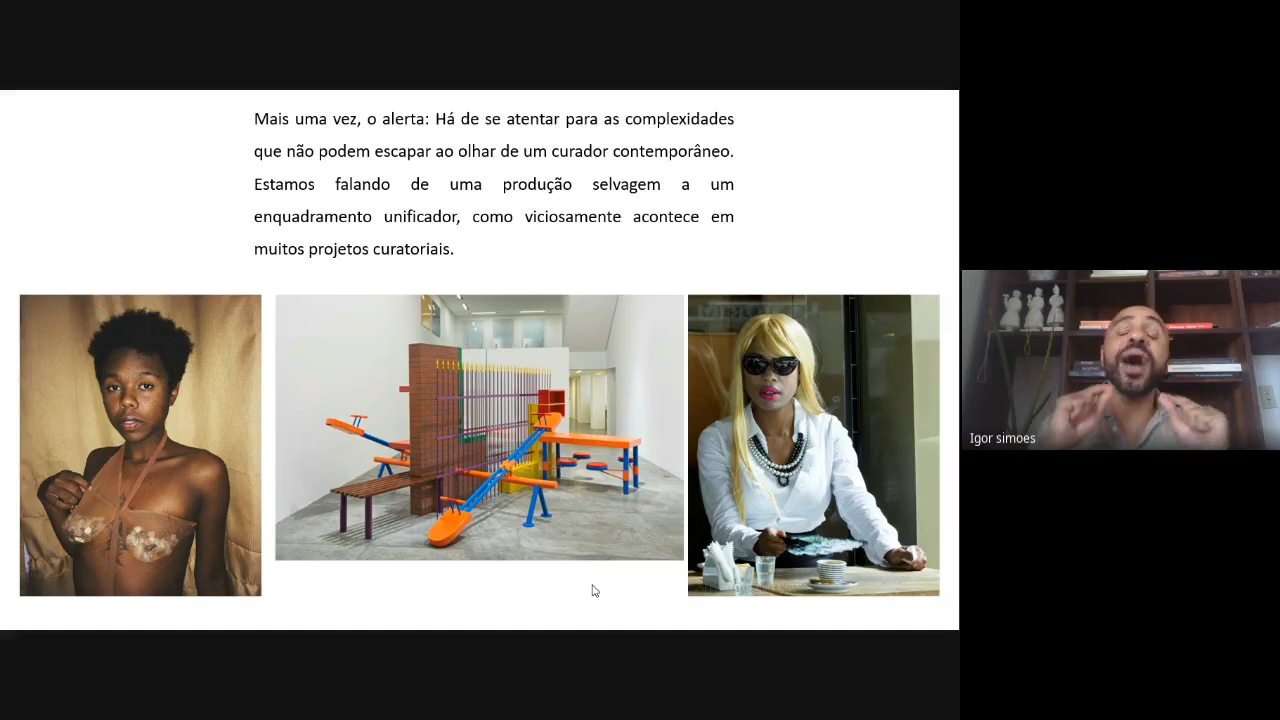 Mais uma vez, o alerta: Há de se atentar para as complexidades
que não podem escapar ao olhar de um curador contemporâneo.
Estamos falando de uma produção selvagem a um
enquadramento unificador, como viciosamente acontece em
muitos projetos curatoriais.
Igor simoes